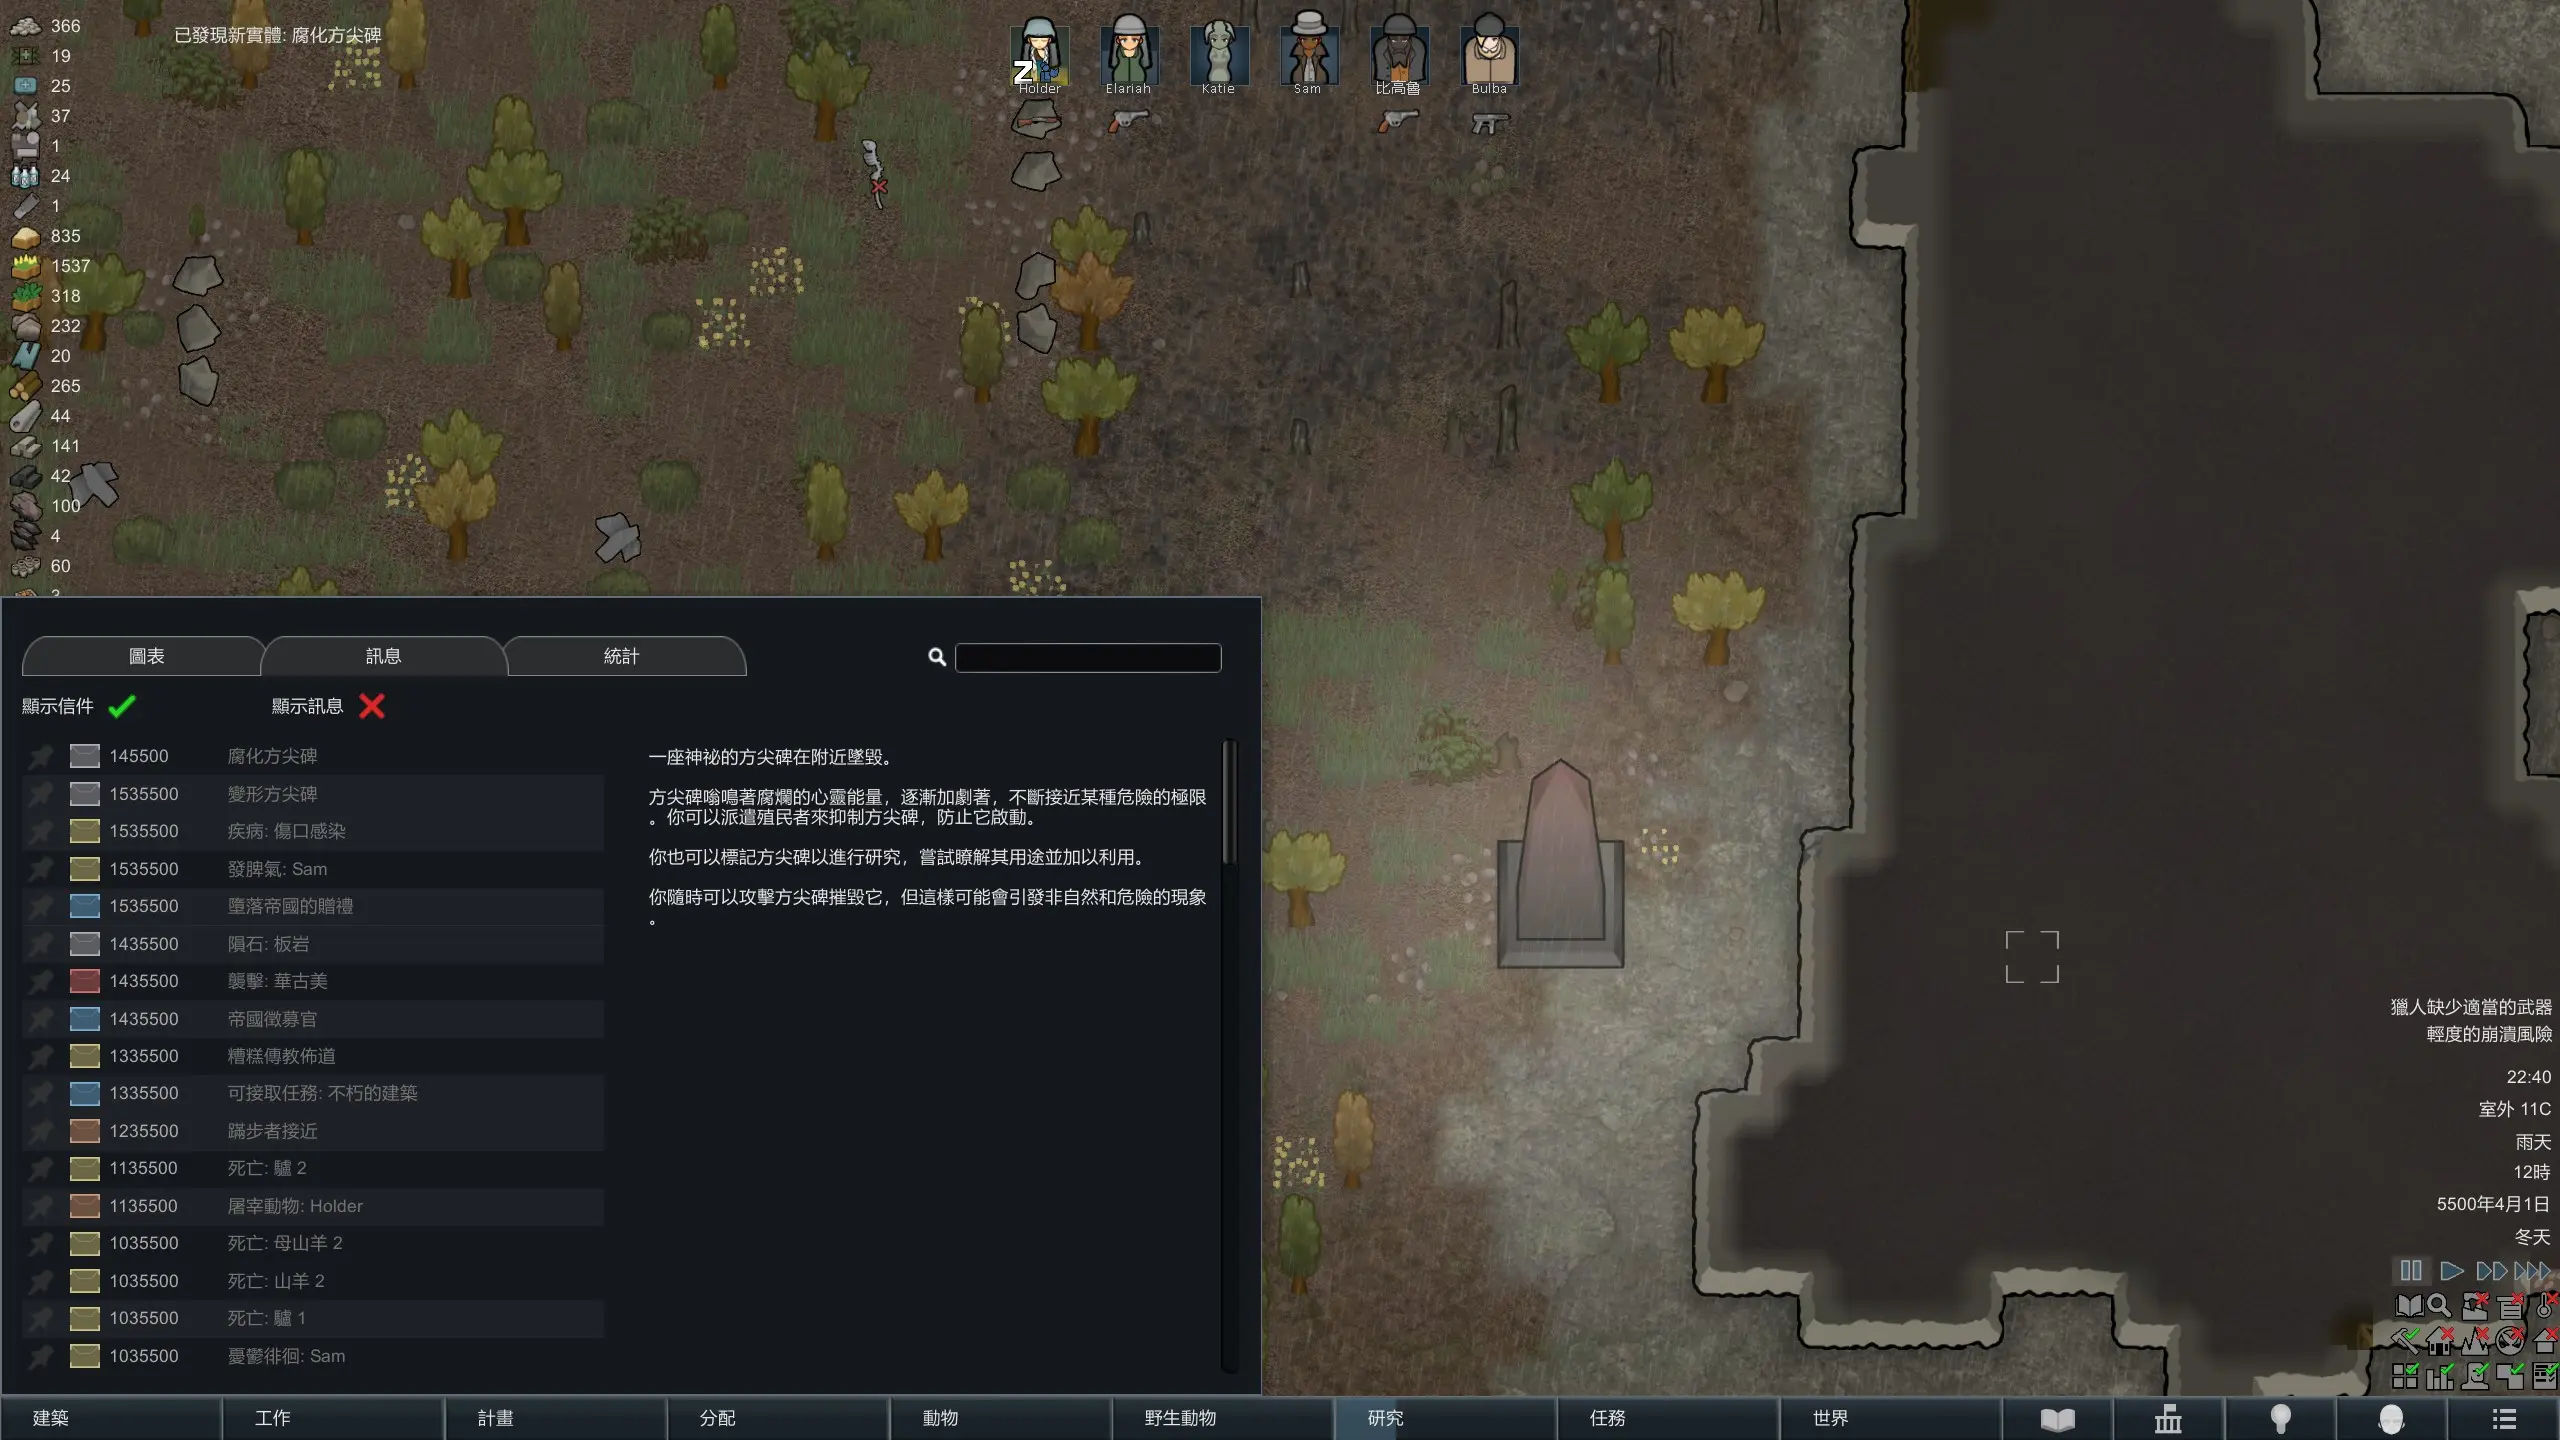 366
19
25
37
1
24
1
835
1537
318
232
20
265
44
141
42
100
4
60
已發現新實體: 腐化方尖碑
Z
Holder
Elariah
Katie
Sam
比高魯
Bulba
圖表
訊息
統計
顯示信件
顯示訊息
145500 腐化方尖碑
1535500 變形方尖碑
1535500 疾病: 傷口感染
1535500 發脾氣: Sam
1535500 墮落帝國的贈禮
1435500 隕石: 板岩
1435500 襲擊: 華古美
1435500 帝國徵募官
1335500 糟糕傳教佈道
1335500 可接取任務: 不朽的建築
1235500 蹣步者接近
1135500 死亡: 驢 2
1135500 屠宰動物: Holder
1035500 死亡: 母山羊 2
1035500 死亡: 山羊 2
1035500 死亡: 驢 1
1035500 憂鬱徘徊: Sam
一座神祕的方尖碑在附近墜毀。
方尖碑嗡鳴著腐爛的心靈能量，逐漸加劇著，不斷接近某種危險的極限
。你可以派遣殖民者來抑制方尖碑，防止它啟動。
你也可以標記方尖碑以進行研究，嘗試瞭解其用途並加以利用。
你隨時可以攻擊方尖碑摧毀它，但這樣可能會引發非自然和危險的現象
。
獵人缺少適當的武器
輕度的崩潰風險
22:40
室外 11C
雨天
12時
5500年4月1日
冬天
建築
工作
計畫
分配
動物
野生動物
研究
任務
世界